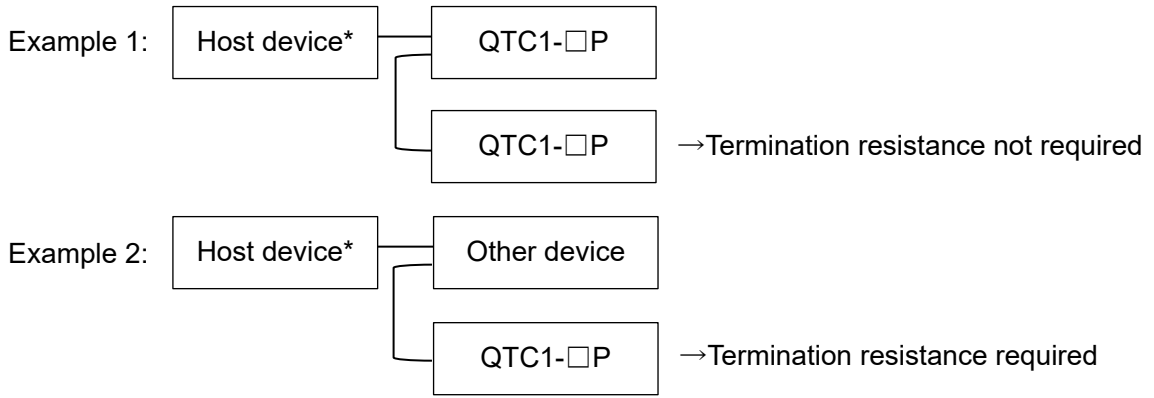 Example 1:
Host device*
QTC1-□P
QTC1-□P
→Termination resistance not required
Example 2:
Host device*
Other device
QTC1-□P
→Termination resistance required